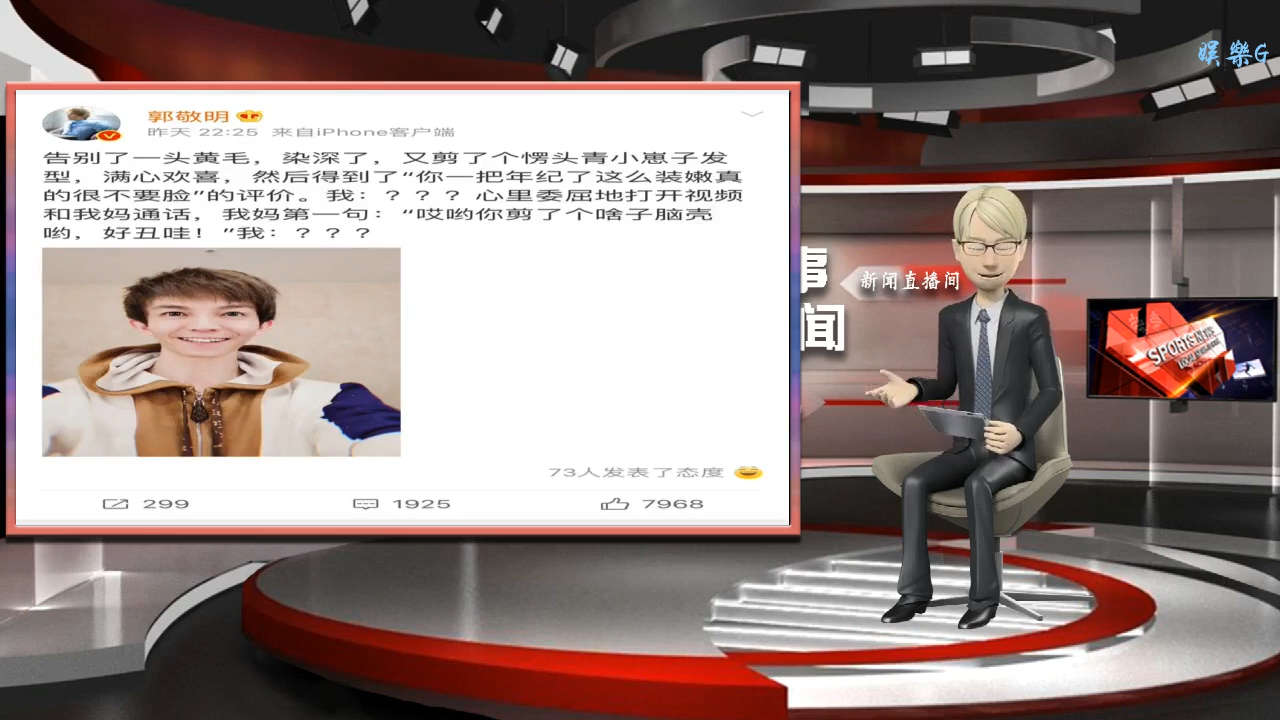 娱樂G
郭敬明
昨天 22:25 来自iPhone客户端
告别了一头黄毛，染深了，又剪了个愣头青小崽子发
型，满心欢喜，然后得到了“你一把年纪了这么装嫩真
的很不要脸”的评价。我：？？？心里委屈地打开视频
和我妈通话，我妈第一句：“哎哟你剪了个啥子脑壳
哟，好丑哇！”我：？？？
73人发表了态度
299
1925
7968
新闻直播间
闻
SPORTS NEWS